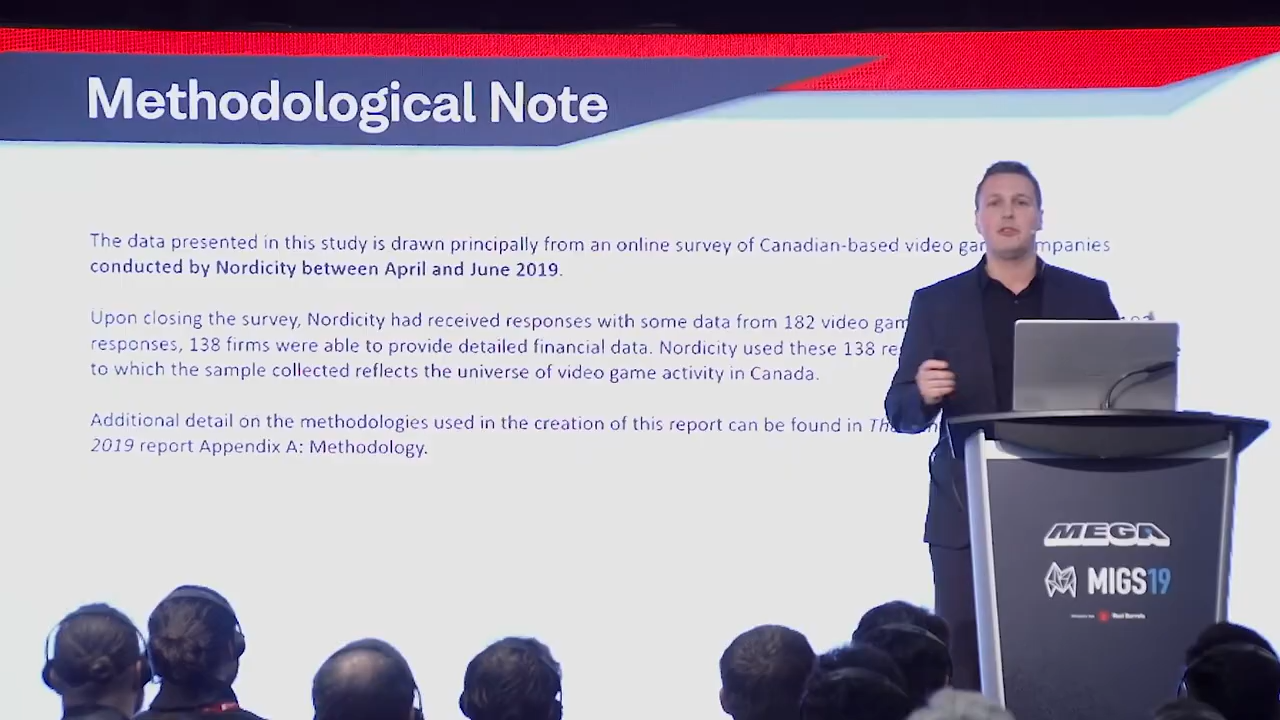 Methodological Note
The data presented in this study is drawn principally from an online survey of Canadian-based video
conducted by Nordicity between April and June 2019.
Upon closing the survey, Nordicity had received responses with some data from 182 video
responses, 138 firms were able to provide detailed financial data. Nordicity used these 138
to which the sample collected reflects the universe of video game activity in Canada.
Additional detail on the methodologies used in the creation of this report can be found in
2019 report Appendix A: Methodology.
MEGA
MIGS19
Red Barrels